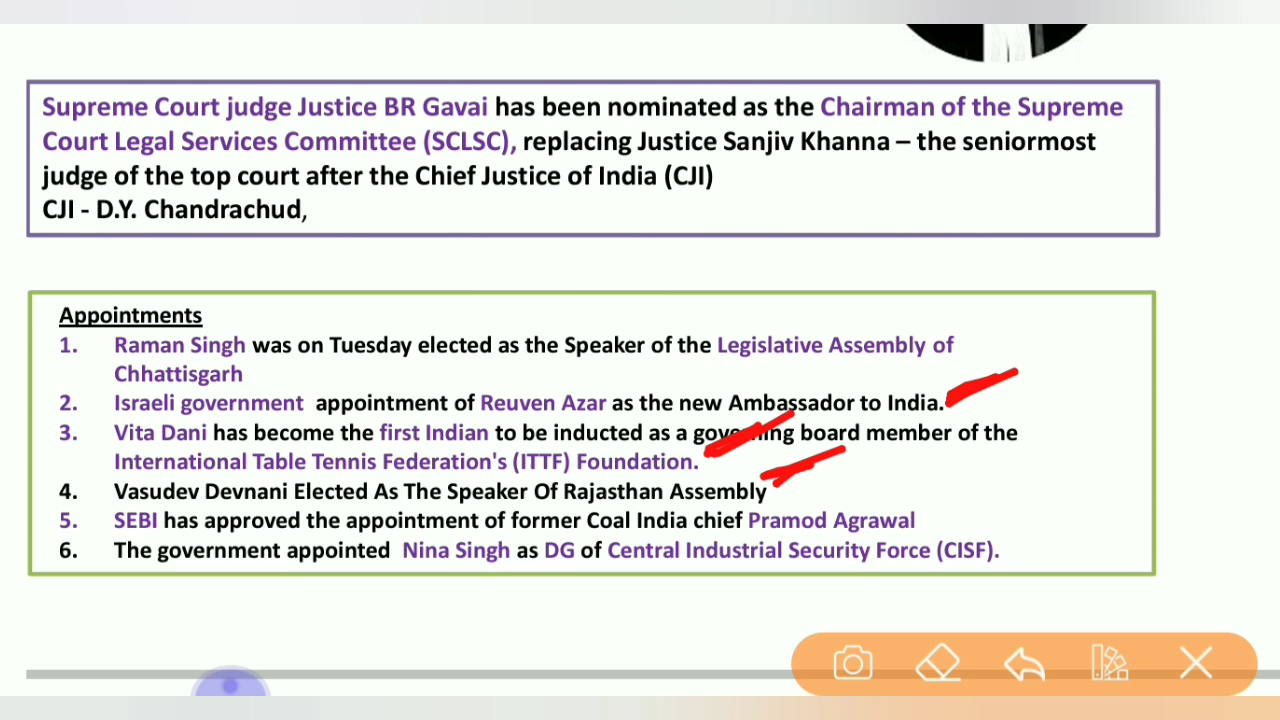 Supreme Court judge Justice BR Gavai has been nominated as the Chairman of the Supreme
Court Legal Services Committee (SCLSC), replacing Justice Sanjiv Khanna – the seniormost
judge of the top court after the Chief Justice of India (CJI)
CJI - D.Y. Chandrachud,
Appointments
1. Raman Singh was on Tuesday elected as the Speaker of the Legislative Assembly of
Chhattisgarh
2. Israeli government appointment of Reuven Azar as the new Ambassador to India.
3. Vita Dani has become the first Indian to be inducted as a governing board member of the
International Table Tennis Federation's (ITTF) Foundation.
4. Vasudev Devnani Elected As The Speaker Of Rajasthan Assembly
5. SEBI has approved the appointment of former Coal India chief Pramod Agrawal
6. The government appointed Nina Singh as DG of Central Industrial Security Force (CISF).